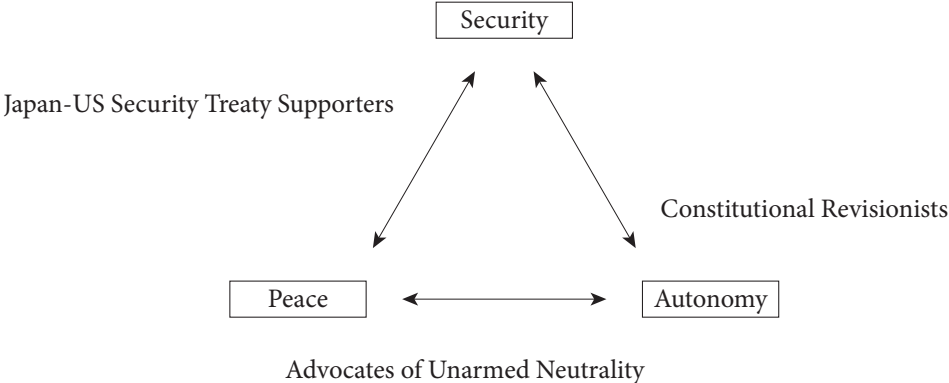 Security
Japan-US Security Treaty Supporters
Constitutional Revisionists
Peace
Autonomy
Advocates of Unarmed Neutrality